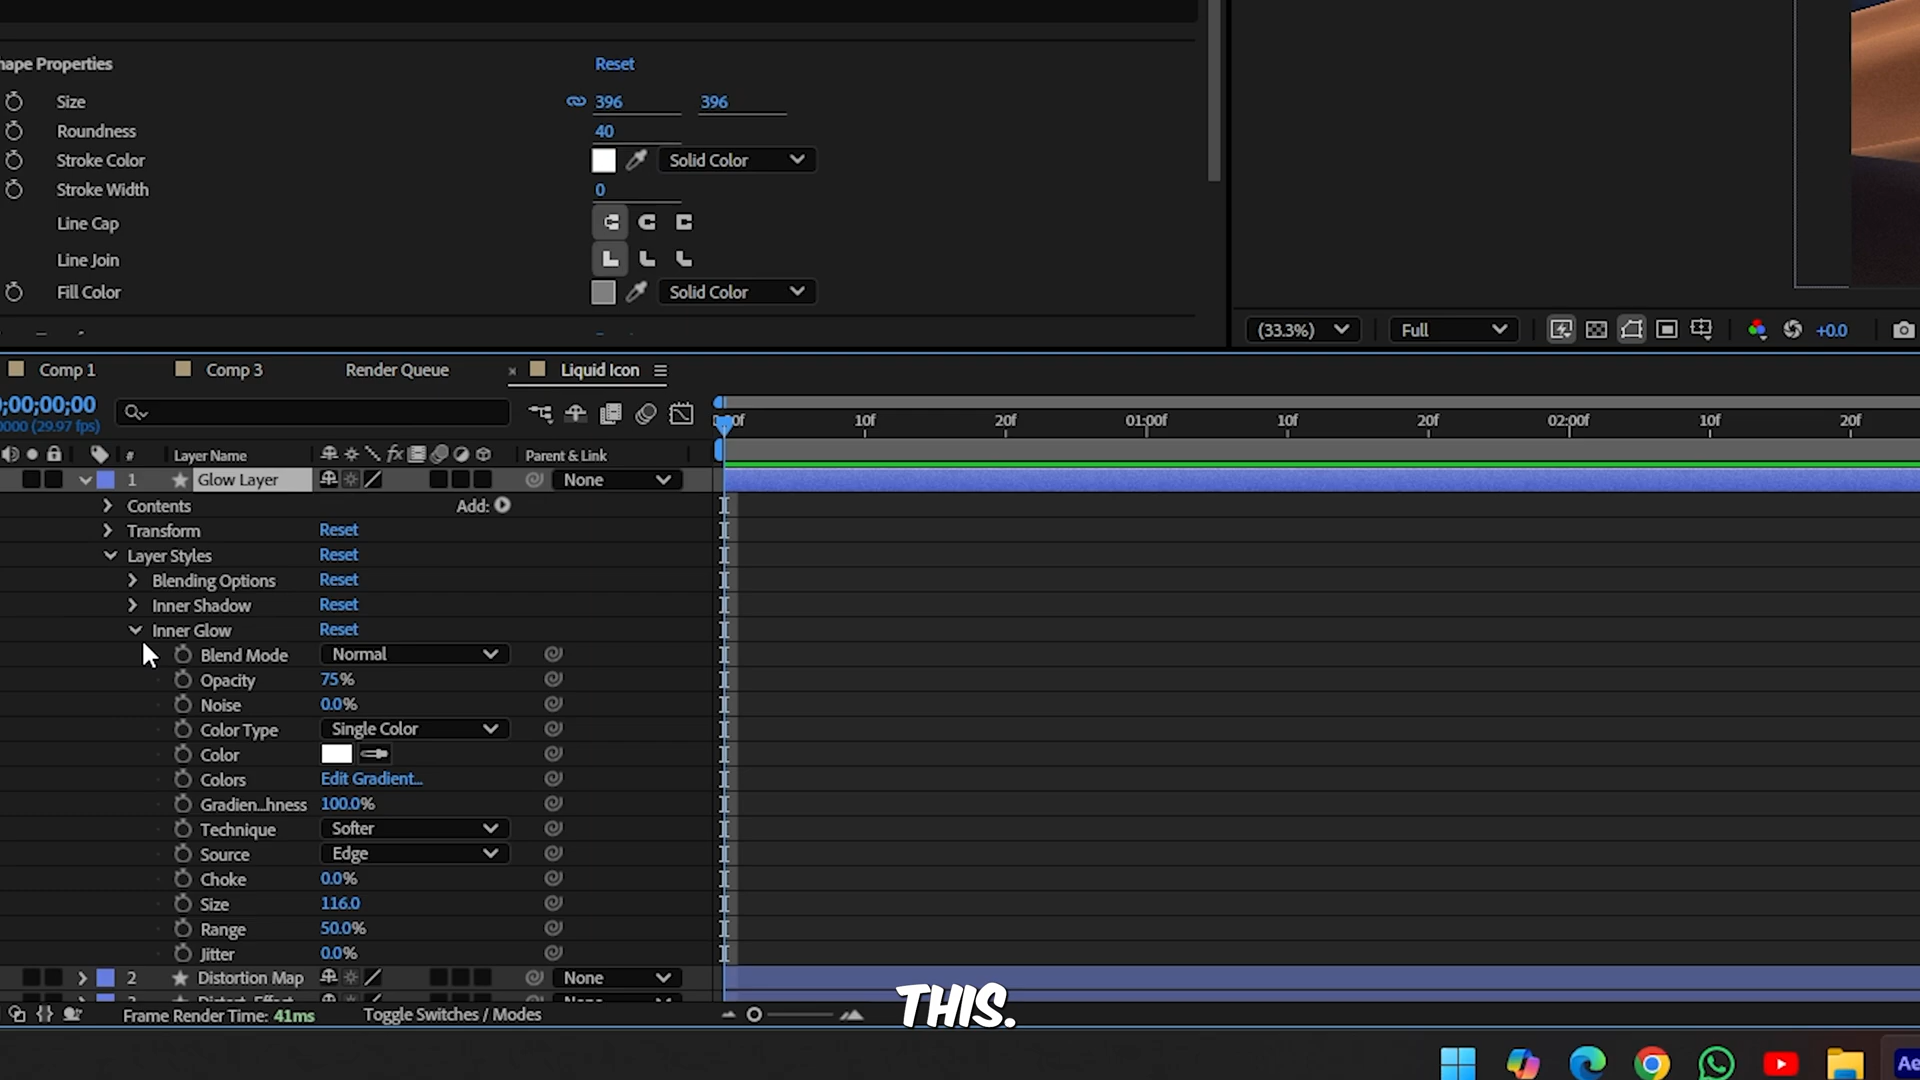 hape Properties Reset
Size 396 396
Roundness 40
Stroke Color Solid Color
Stroke Width 0
Line Cap
Line Join
Fill Color Solid Color
(33.3%) Full +0.0
Comp 1 Comp 3 Render Queue × Liquid Icon
;00;00;00
0000 (29.97 fps)
00f 10f 20f 01:00f 10f 20f 02:00f 10f 20f
# Layer Name fx Parent & Link
1 Glow Layer None
Contents Add:
Transform Reset
Layer Styles Reset
Blending Options Reset
Inner Shadow Reset
Inner Glow Reset
Blend Mode Normal
Opacity 75%
Noise 0.0%
Color Type Single Color
Color
Colors Edit Gradient...
Gradien...hness 100.0%
Technique Softer
Source Edge
Choke 0.0%
Size 116.0
Range 50.0%
Jitter 0.0%
2 Distortion Map None
Frame Render Time: 41ms Toggle Switches / Modes
THIS.
Ae